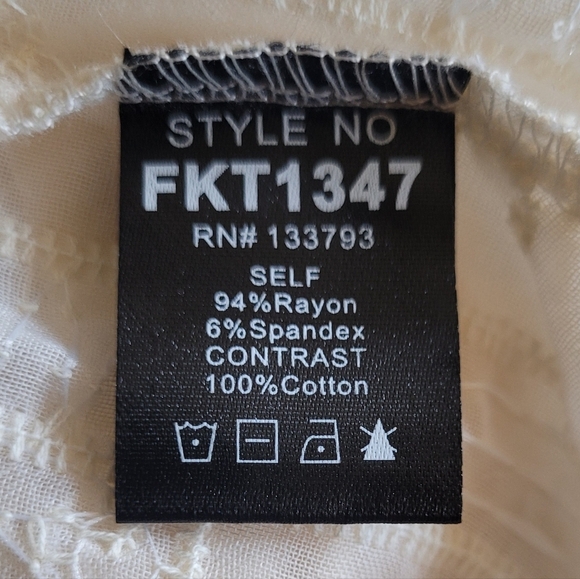 STYLE NO
FKT1347
RN# 133793
SELF
94%Rayon
6%Spandex
CONTRAST
100%Cotton